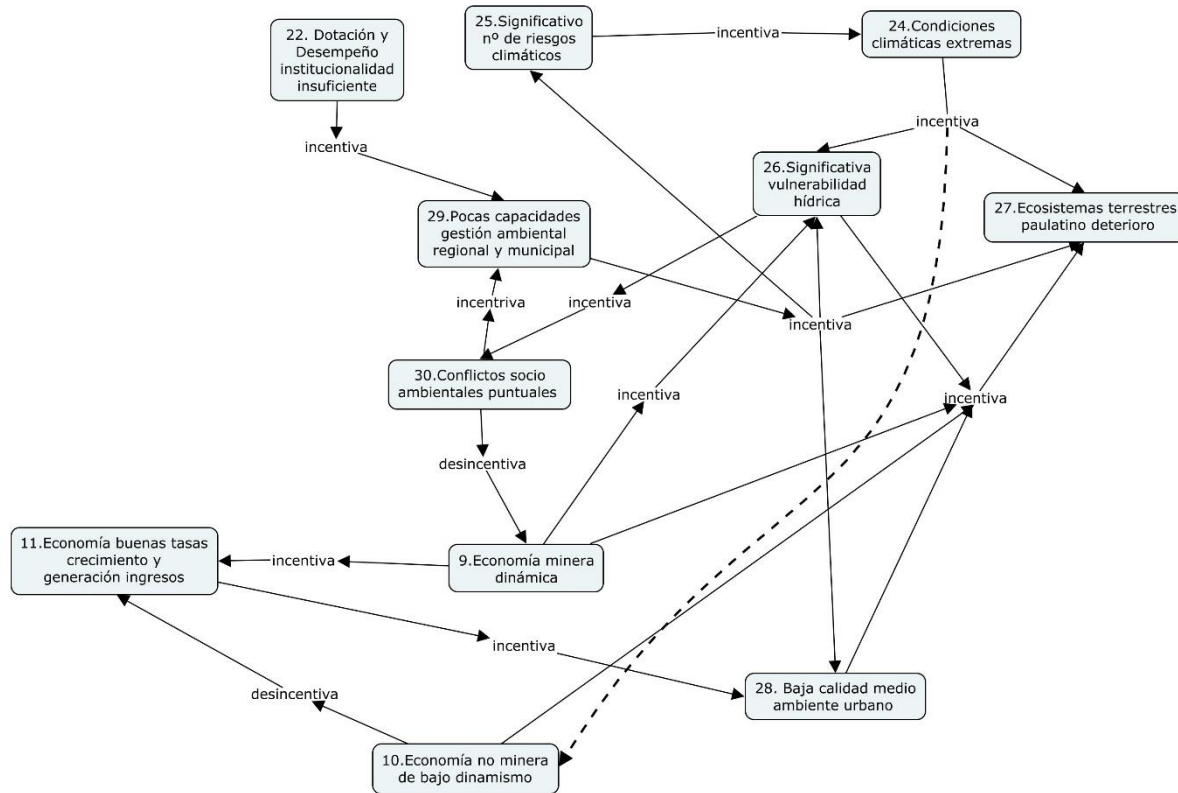 22. Dotación y
Desempeño
institucionalidad
insuficiente
25.Significativo
nº de riesgos
climáticos
incentiva
24.Condiciones
climáticas extremas
incentiva
incentiva
26.Significativa
vulnerabilidad
hídrica
27.Ecosistemas terrestres
paulatino deterioro
29.Pocas capacidades
gestión ambiental
regional y municipal
incentriva
incentiva
incentiva
30.Conflictos socio
ambientales puntuales
incentiva
incentiva
desincentiva
11.Economía buenas tasas
crecimiento y
generación ingresos
incentiva
9.Economía minera
dinámica
incentiva
28. Baja calidad medio
ambiente urbano
desincentiva
10.Economía no minera
de bajo dinamismo